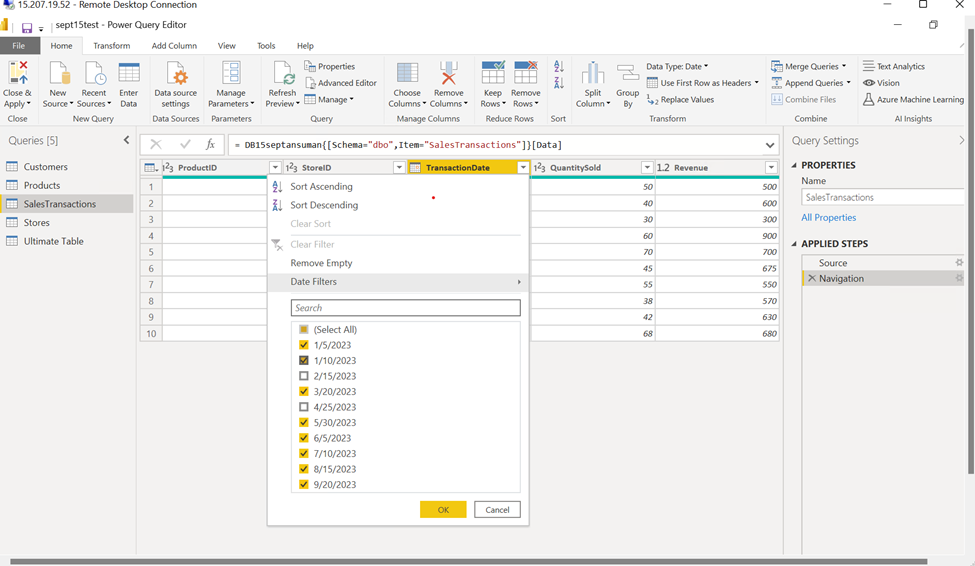 15.207.19.52 - Remote Desktop Connection
sept15test - Power Query Editor
File Home Transform Add Column View Tools Help
Close & Apply
New Source
Recent Sources
Enter Data
Data source settings
Manage Parameters
Refresh Preview
Properties
Advanced Editor
Manage
Choose Columns
Remove Columns
Keep Rows
Remove Rows
Split Column
Group By
Data Type: Date
Use First Row as Headers
Replace Values
Merge Queries
Append Queries
Combine Files
Text Analytics
Vision
Azure Machine Learning
Close New Query Data Sources Parameters Query Manage Columns Reduce Rows Sort Transform Combine AI Insights
Queries [5]
Customers
Products
SalesTransactions
Stores
Ultimate Table
fx = DB15septansuman{[Schema="dbo",Item="SalesTransactions"]}[Data]
1²3 ProductID 1²3 StoreID TransactionDate 1²3 QuantitySold 1.2 Revenue
1 50 500
2 40 600
3 30 300
4 60 900
5 70 700
6 45 675
7 55 550
8 38 570
9 42 630
10 68 680
Sort Ascending
Sort Descending
Clear Sort
Clear Filter
Remove Empty
Date Filters
Search
(Select All)
1/5/2023
1/10/2023
2/15/2023
3/20/2023
4/25/2023
5/30/2023
6/5/2023
7/10/2023
8/15/2023
9/20/2023
OK Cancel
Query Settings
PROPERTIES
Name
SalesTransactions
All Properties
APPLIED STEPS
Source
Navigation